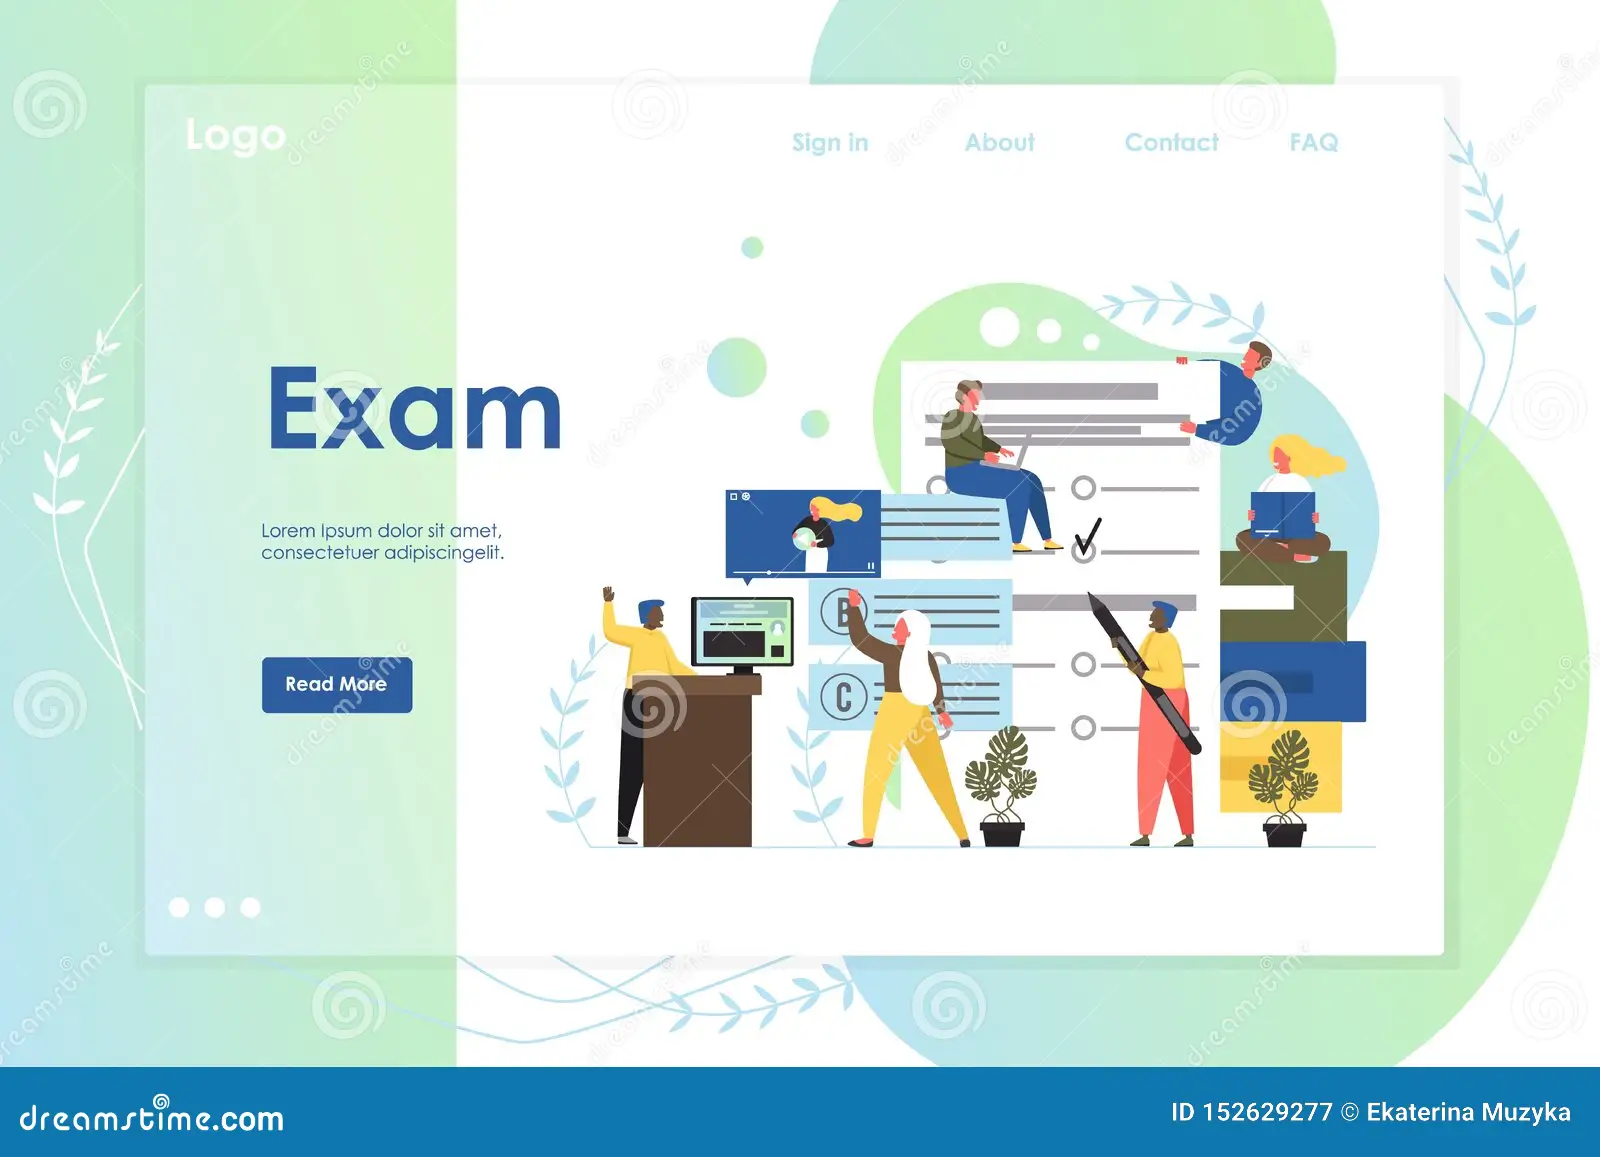 Logo
Sign in About Contact FAQ
Exam
Lorem Ipsum dolor sit amet,
consectetuer adipiscingelit.
Read More
B
C
dreamstime.com
ID 152629277 © Ekaterina Muzyka